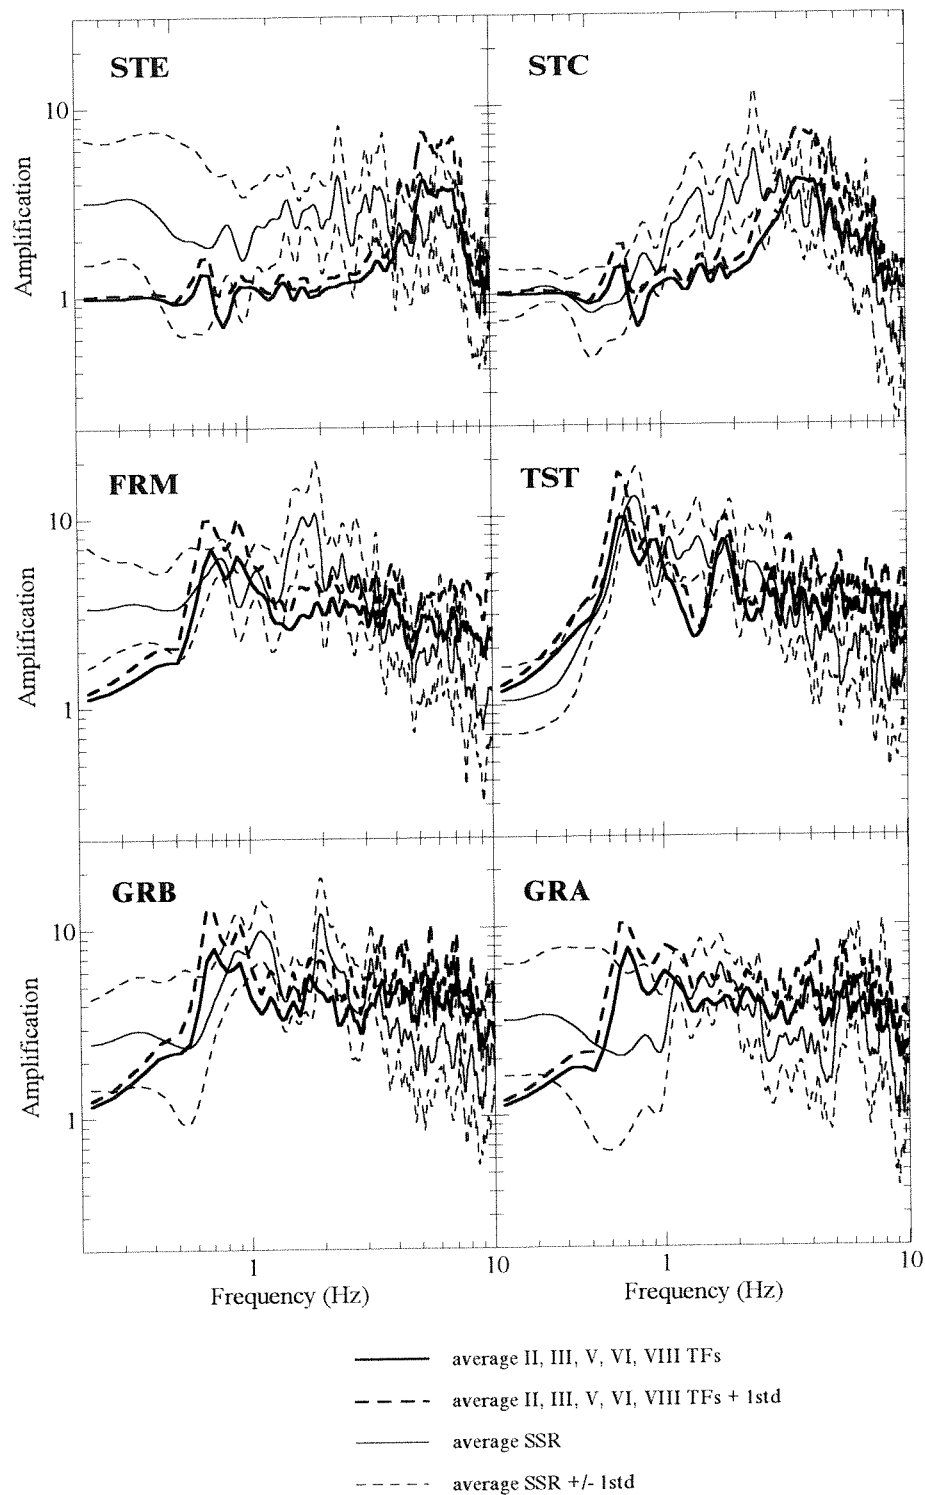 STE
STC
10
Amplification
1
FRM
TST
10
Amplification
1
GRB
GRA
10
Amplification
1
1
10
1
10
Frequency (Hz)
Frequency (Hz)
average II, III, V, VI, VIII TFs
average II, III, V, VI, VIII TFs + 1std
average SSR
average SSR +/- 1std